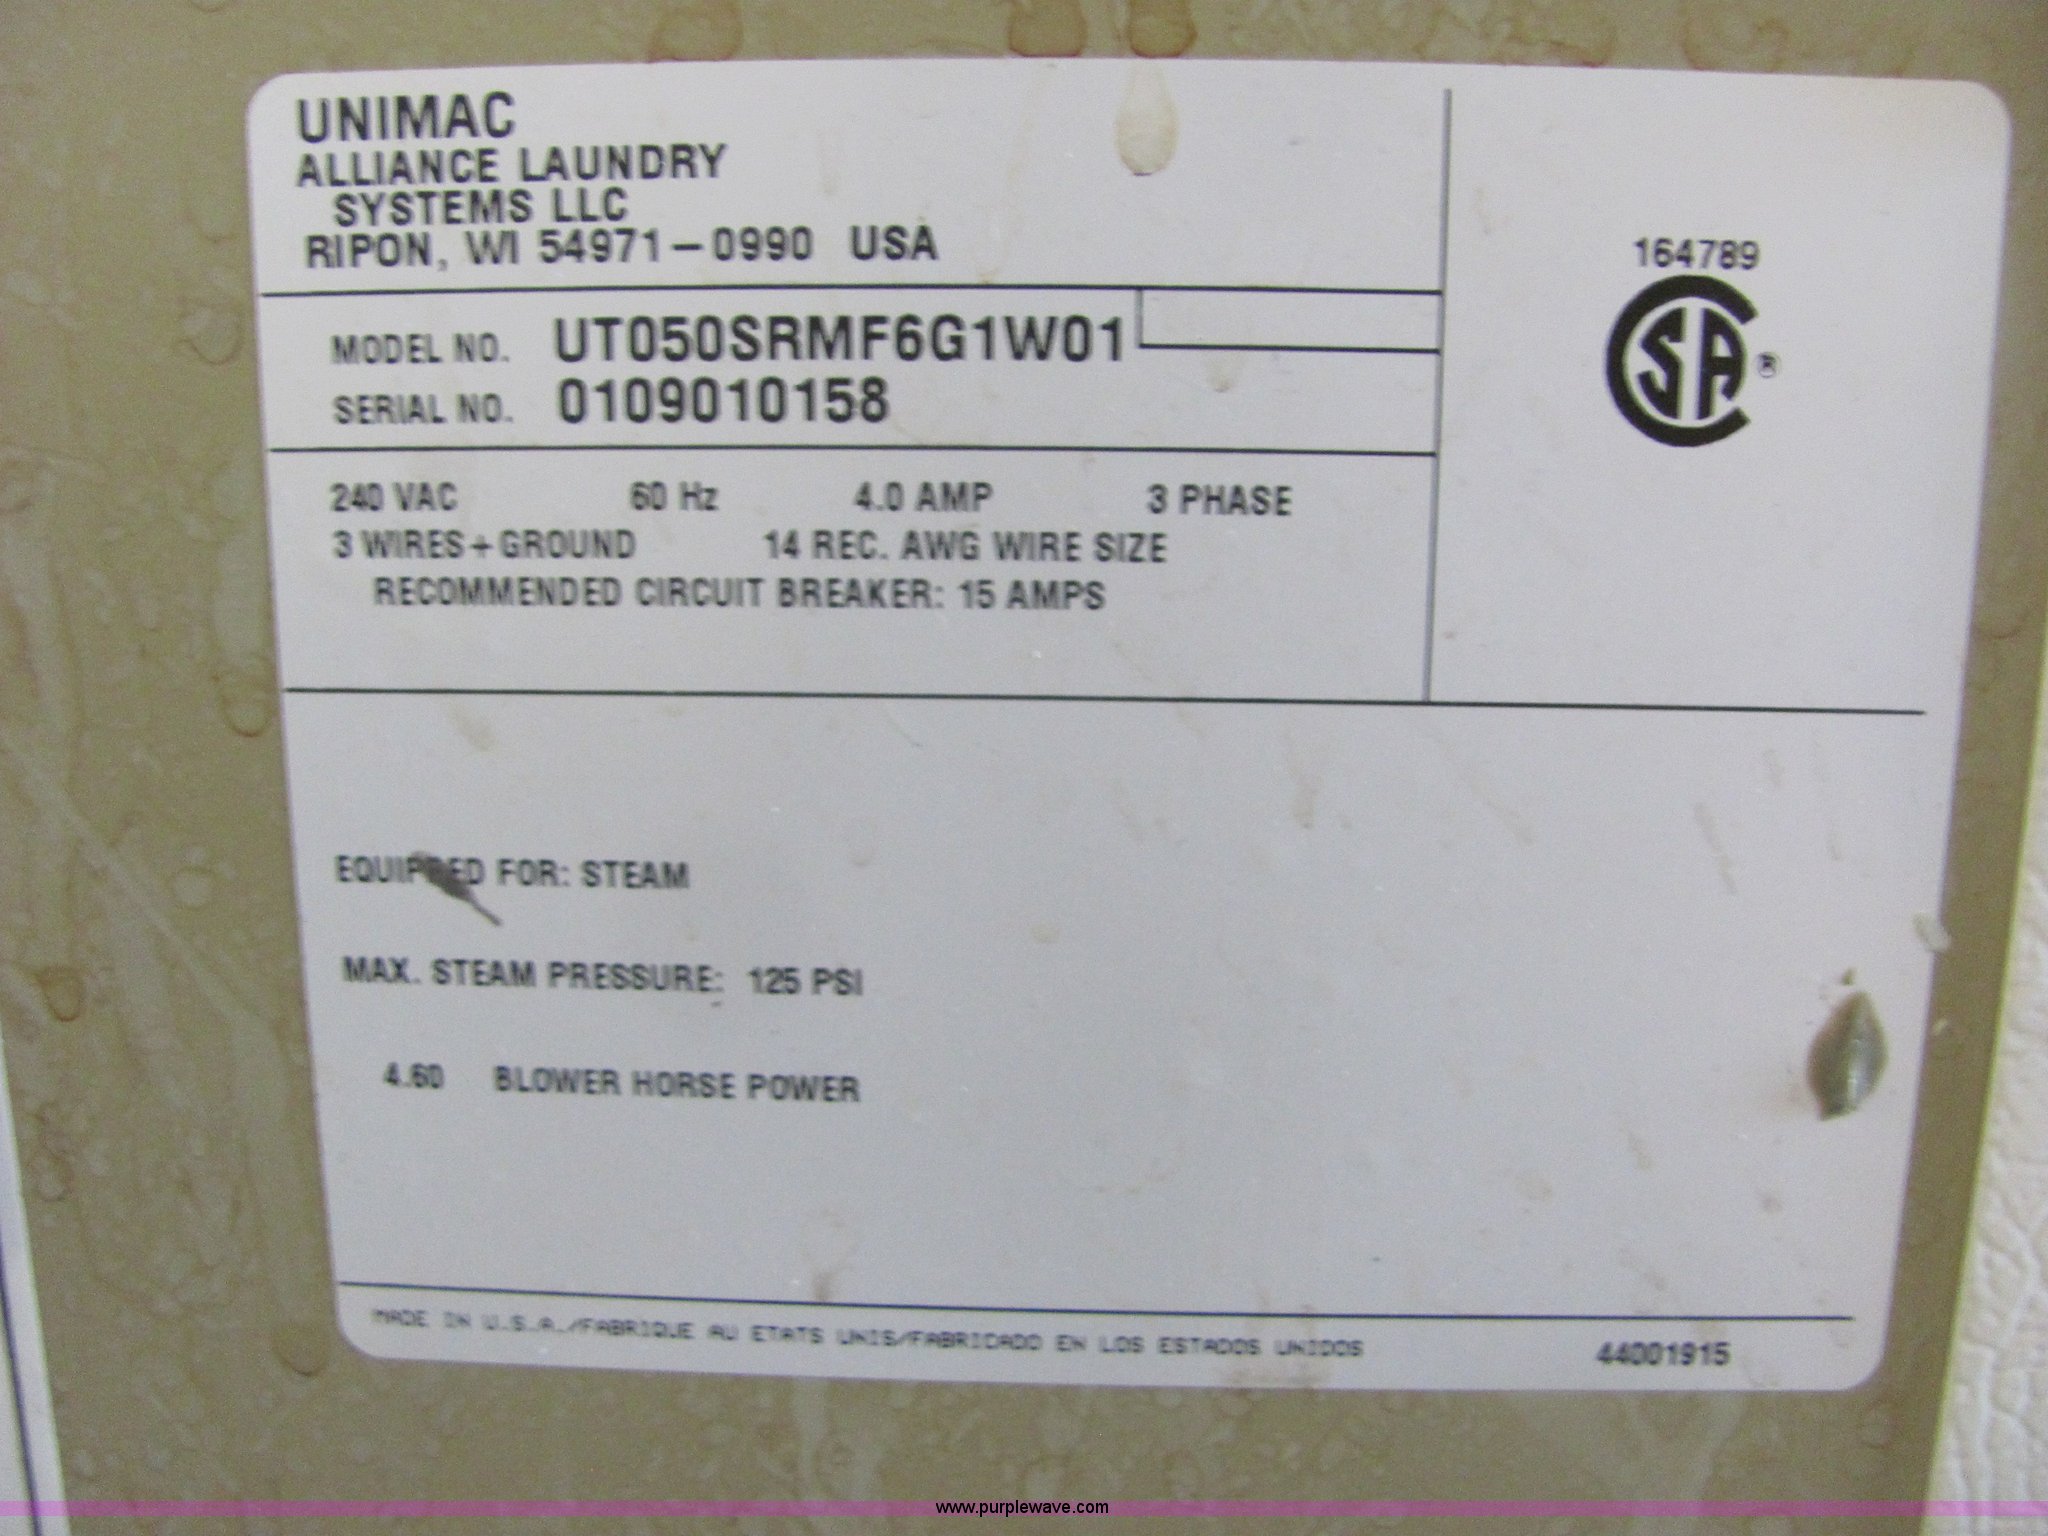 UNIMAC
ALLIANCE LAUNDRY
SYSTEMS LLC
RIPON, WI 54971-0990 USA
MODEL NO. UT050SRMF6G1W01
SERIAL NO. 0109010158
164789
CSA ®
240 VAC 60 Hz 4.0 AMP 3 PHASE
3 WIRES+GROUND 14 REC. AWG WIRE SIZE
RECOMMENDED CIRCUIT BREAKER: 15 AMPS
EQUIPPED FOR: STEAM
MAX. STEAM PRESSURE: 125 PSI
4.60 BLOWER HORSE POWER
MADE IN U.S.A./FABRIQUE AU ETATS UNIS/FABRICADO EN LOS ESTADOS UNIDOS 44001915
www.purplewave.com